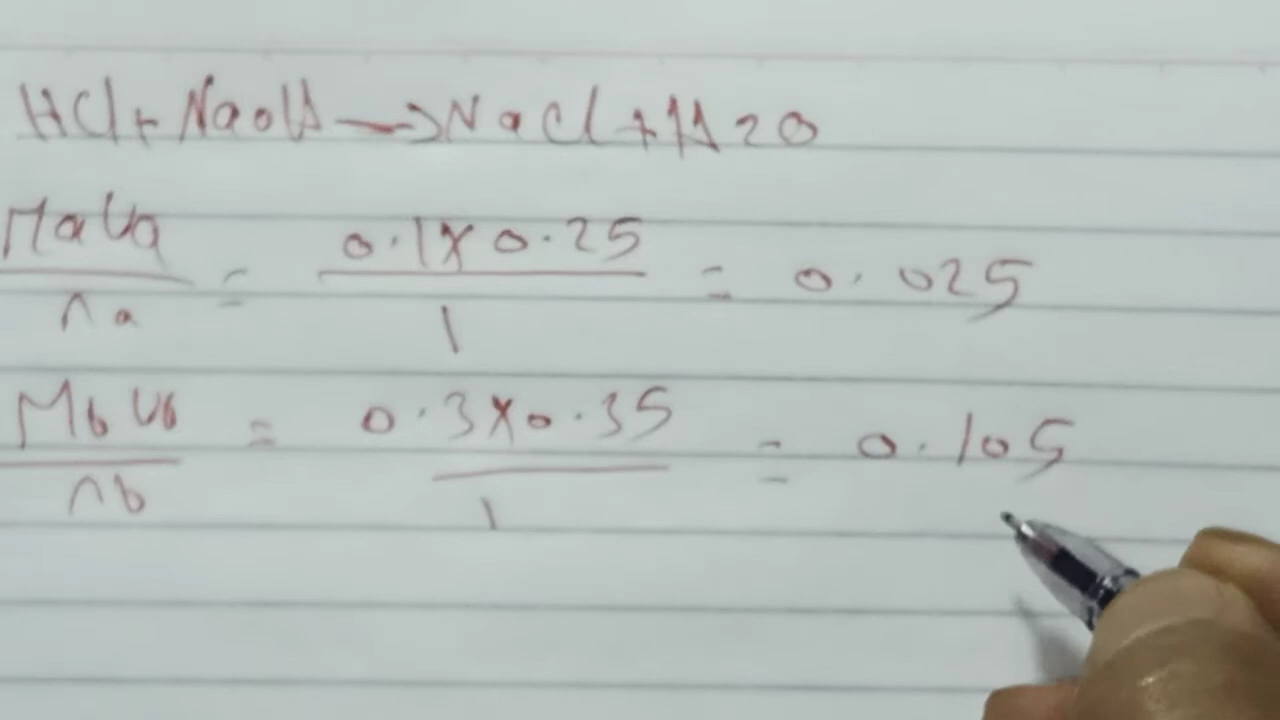 HCl + NaOH → NaCl + H2O
MaVa/na = 0.1 x 0.25/1 = 0.025
MbVb/nb = 0.3 x 0.35/1 = 0.105